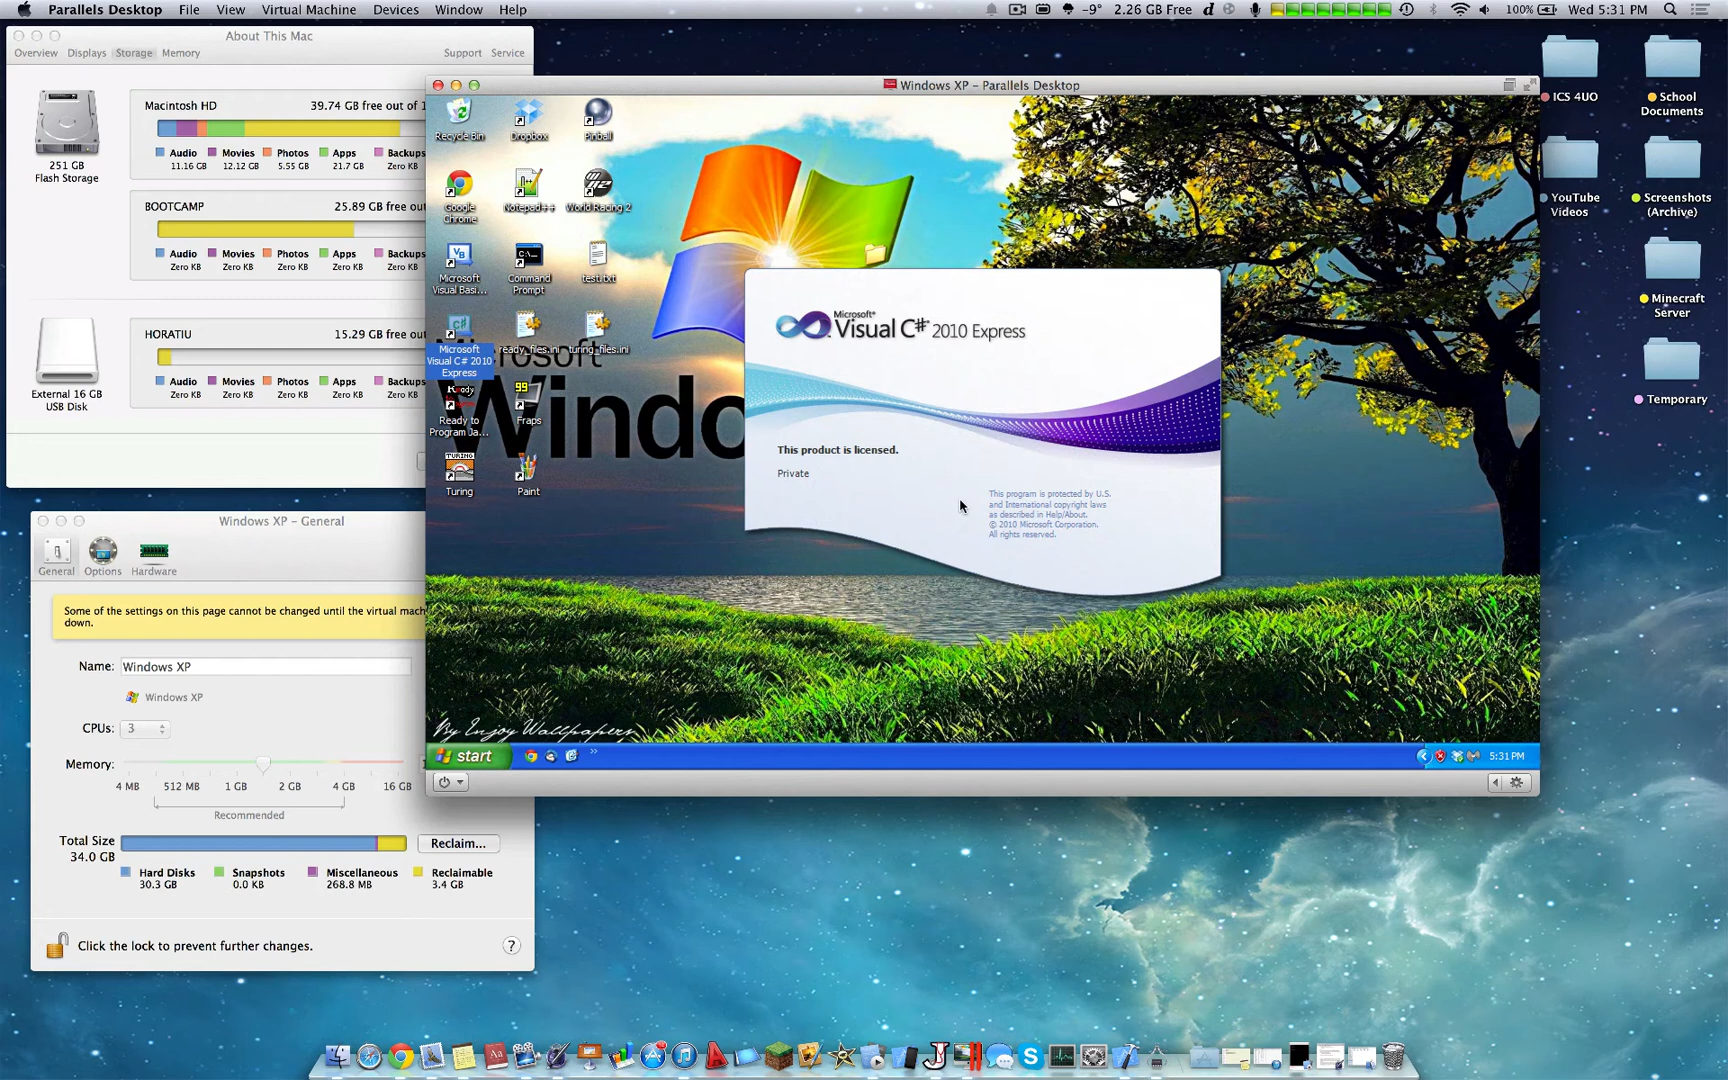 Parallels Desktop File View Virtual Machine Devices Window Help
-9° 2.26 GB Free 100% Wed 5:31 PM
About This Mac
Overview Displays Storage Memory Support Service
251 GB
Flash Storage
Macintosh HD 39.74 GB free out of
Audio Movies Photos Apps Backups
11.16 GB 12.12 GB 5.55 GB 21.7 GB Zero KB
BOOTCAMP 25.89 GB free out
Audio Movies Photos Apps Backups
Zero KB Zero KB Zero KB Zero KB Zero KB
External 16 GB
USB Disk
HORATIU 15.29 GB free out
Audio Movies Photos Apps Backups
Zero KB Zero KB Zero KB Zero KB Zero KB
Windows XP – General
General Options Hardware
Some of the settings on this page cannot be changed until the virtual mach
down.
Name: Windows XP
Windows XP
CPUs: 3
Memory:
4 MB 512 MB 1 GB 2 GB 4 GB 16 GB
Recommended
Total Size
34.0 GB
Reclaim...
Hard Disks Snapshots Miscellaneous Reclaimable
30.3 GB 0.0 KB 268.8 MB 3.4 GB
Click the lock to prevent further changes.
?
Windows XP – Parallels Desktop
Recycle Bin Dropbox Pinball
Google
Chrome
Notepad++ World Racing 2
Microsoft
Visual Basi...
Command
Prompt
test.txt
Microsoft
Visual C# 2010
Express
ready_files.ini turing_files.ini
Ready to
Program Ja...
99
Fraps
TURING
Turing Paint
Microsoft
Windo
Microsoft®
Visual C# 2010 Express
This product is licensed.
Private
This program is protected by U.S.
and International copyright laws
as described in Help/About.
© 2010 Microsoft Corporation.
All rights reserved.
By Enjoy Wallpapers
start 5:31 PM
ICS 4UO
School
Documents
YouTube
Videos
Screenshots
(Archive)
Minecraft
Server
Temporary